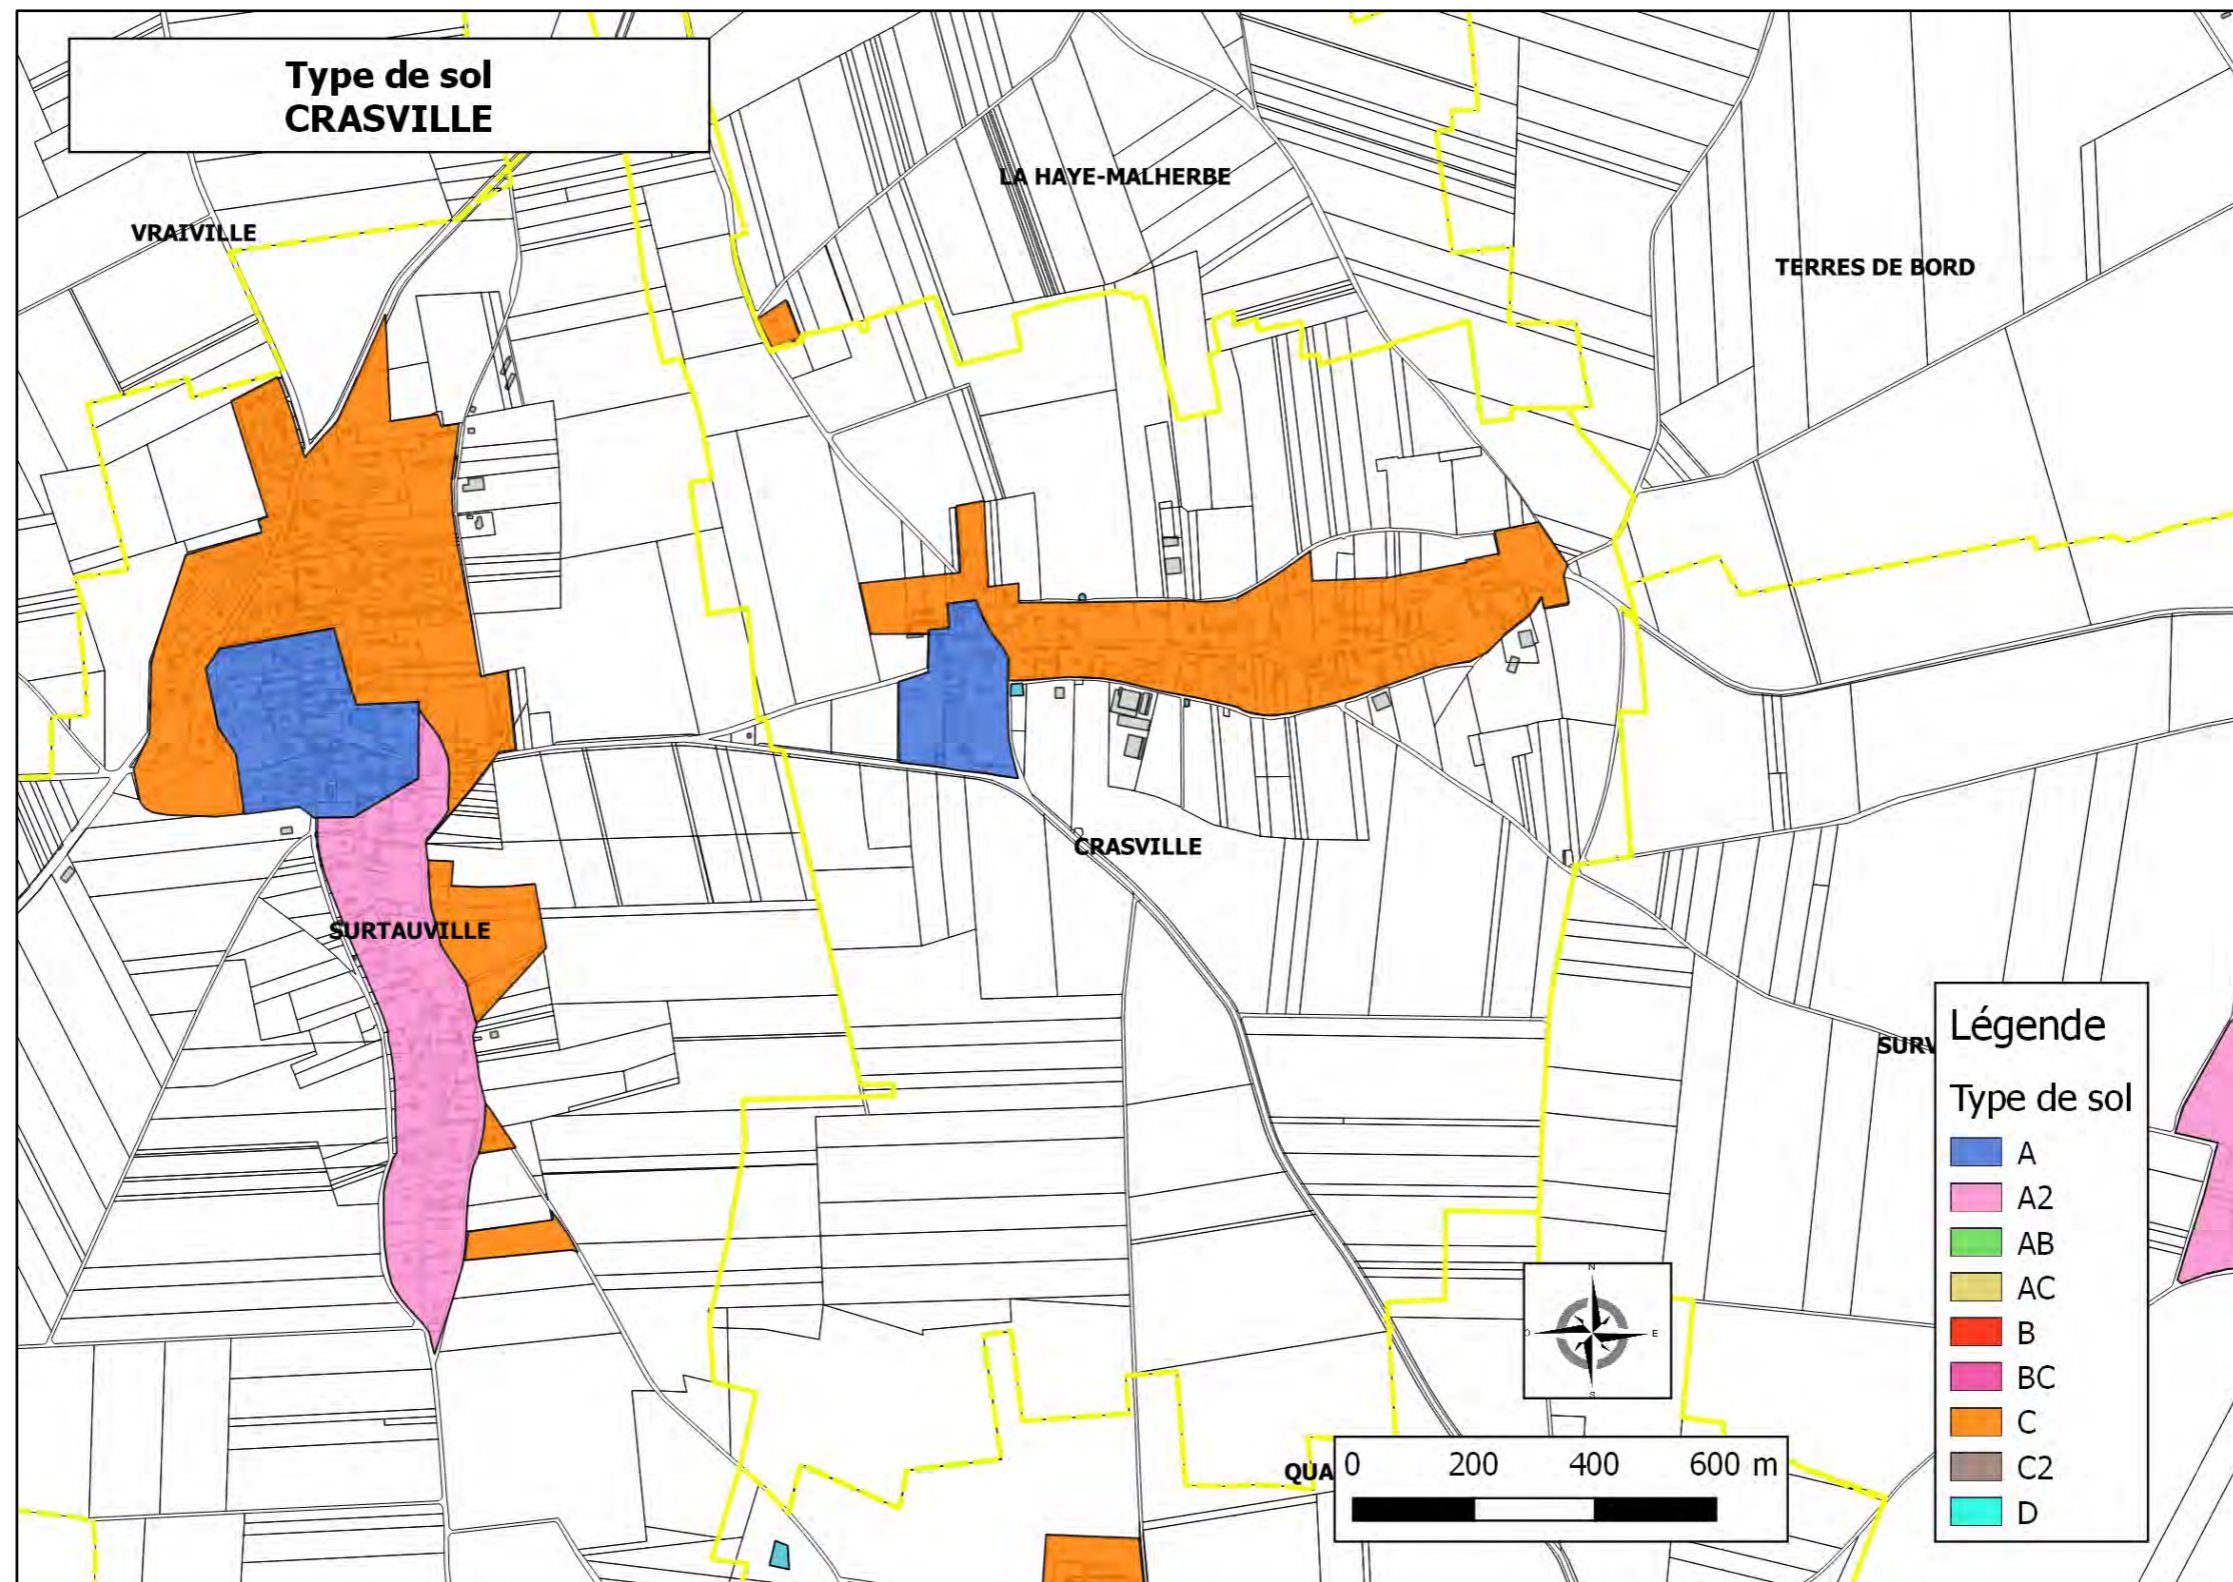 Type de sol
CRASVILLE
LA HAYE-MALHERBE
VRAIVILLE
TERRES DE BORD
CRASVILLE
SURTAUVILLE
SURV
QUA
Légende
Type de sol
A
A2
AB
AC
B
BC
C
C2
D
N
O E
S
0 200 400 600 m